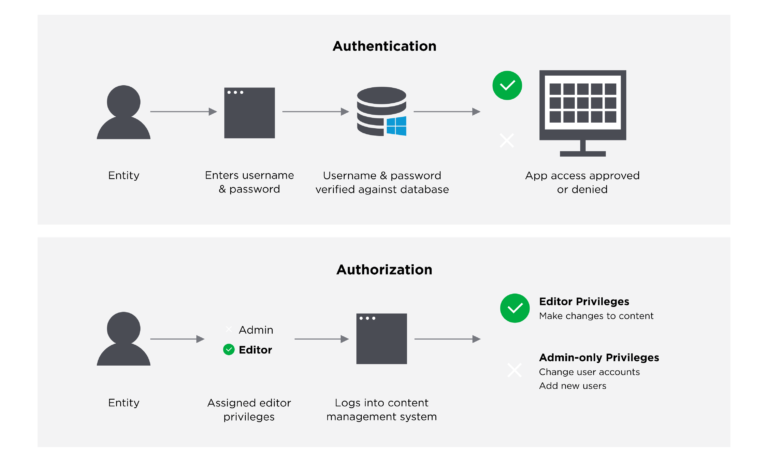 Authentication
Entity
Enters username
& password
Username & password
verified against database
App access approved
or denied
Authorization
Admin
Editor
Editor Privileges
Make changes to content
Admin-only Privileges
Change user accounts
Add new users
Entity
Assigned editor
privileges
Logs into content
management system